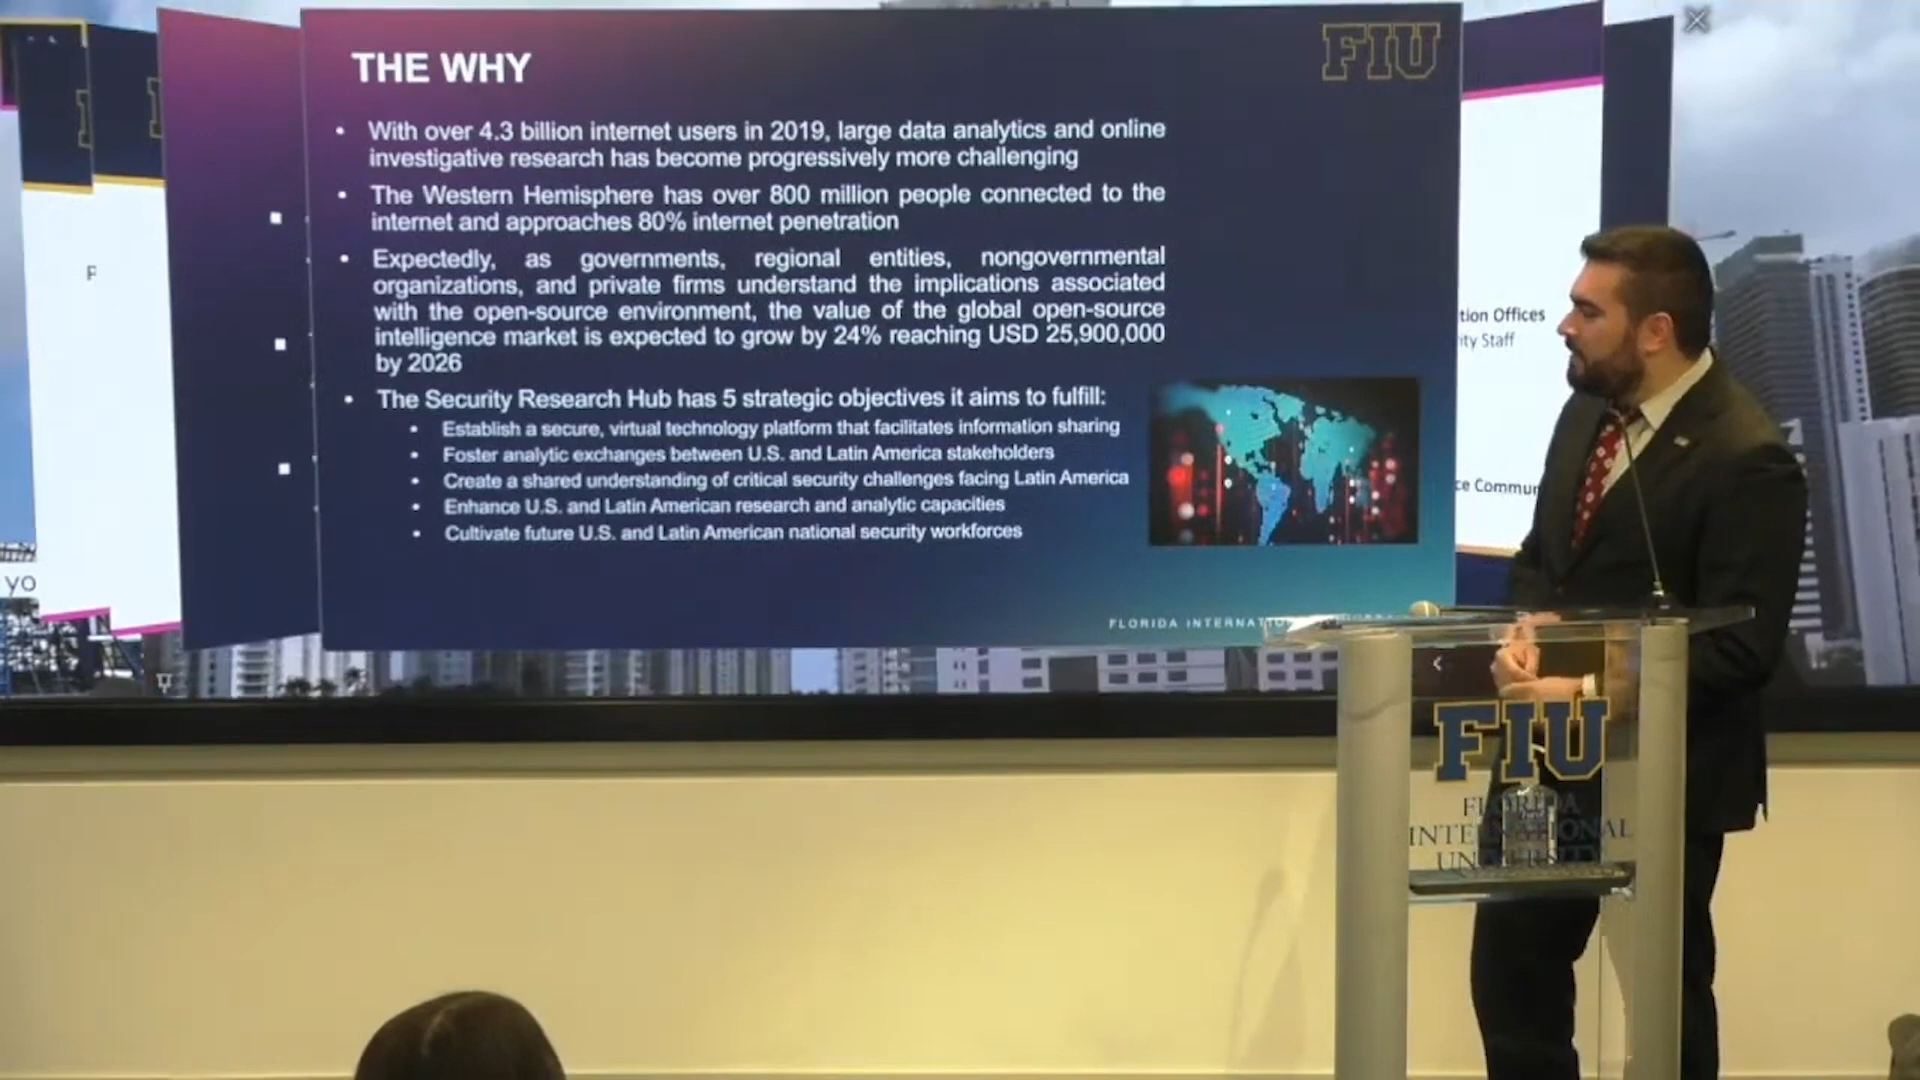 THE WHY
FIU
• With over 4.3 billion internet users in 2019, large data analytics and online
investigative research has become progressively more challenging
• The Western Hemisphere has over 800 million people connected to the
internet and approaches 80% internet penetration
• Expectedly, as governments, regional entities, nongovernmental
organizations, and private firms understand the implications associated
with the open-source environment, the value of the global open-source
intelligence market is expected to grow by 24% reaching USD 25,900,000
by 2026
• The Security Research Hub has 5 strategic objectives it aims to fulfill:
• Establish a secure, virtual technology platform that facilitates information sharing
• Foster analytic exchanges between U.S. and Latin America stakeholders
• Create a shared understanding of critical security challenges facing Latin America
• Enhance U.S. and Latin American research and analytic capacities
• Cultivate future U.S. and Latin American national security workforces
FLORIDA
tion Offices
ity Staff
ce Commun
yo
FIU
FLORIDA
INTERNATIONAL
UNIVERSITY